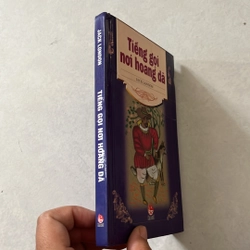 JACK LONDON
TIẾNG GỌI NƠI HOANG DÃ
Tiếng gọi
nơi hoang dã